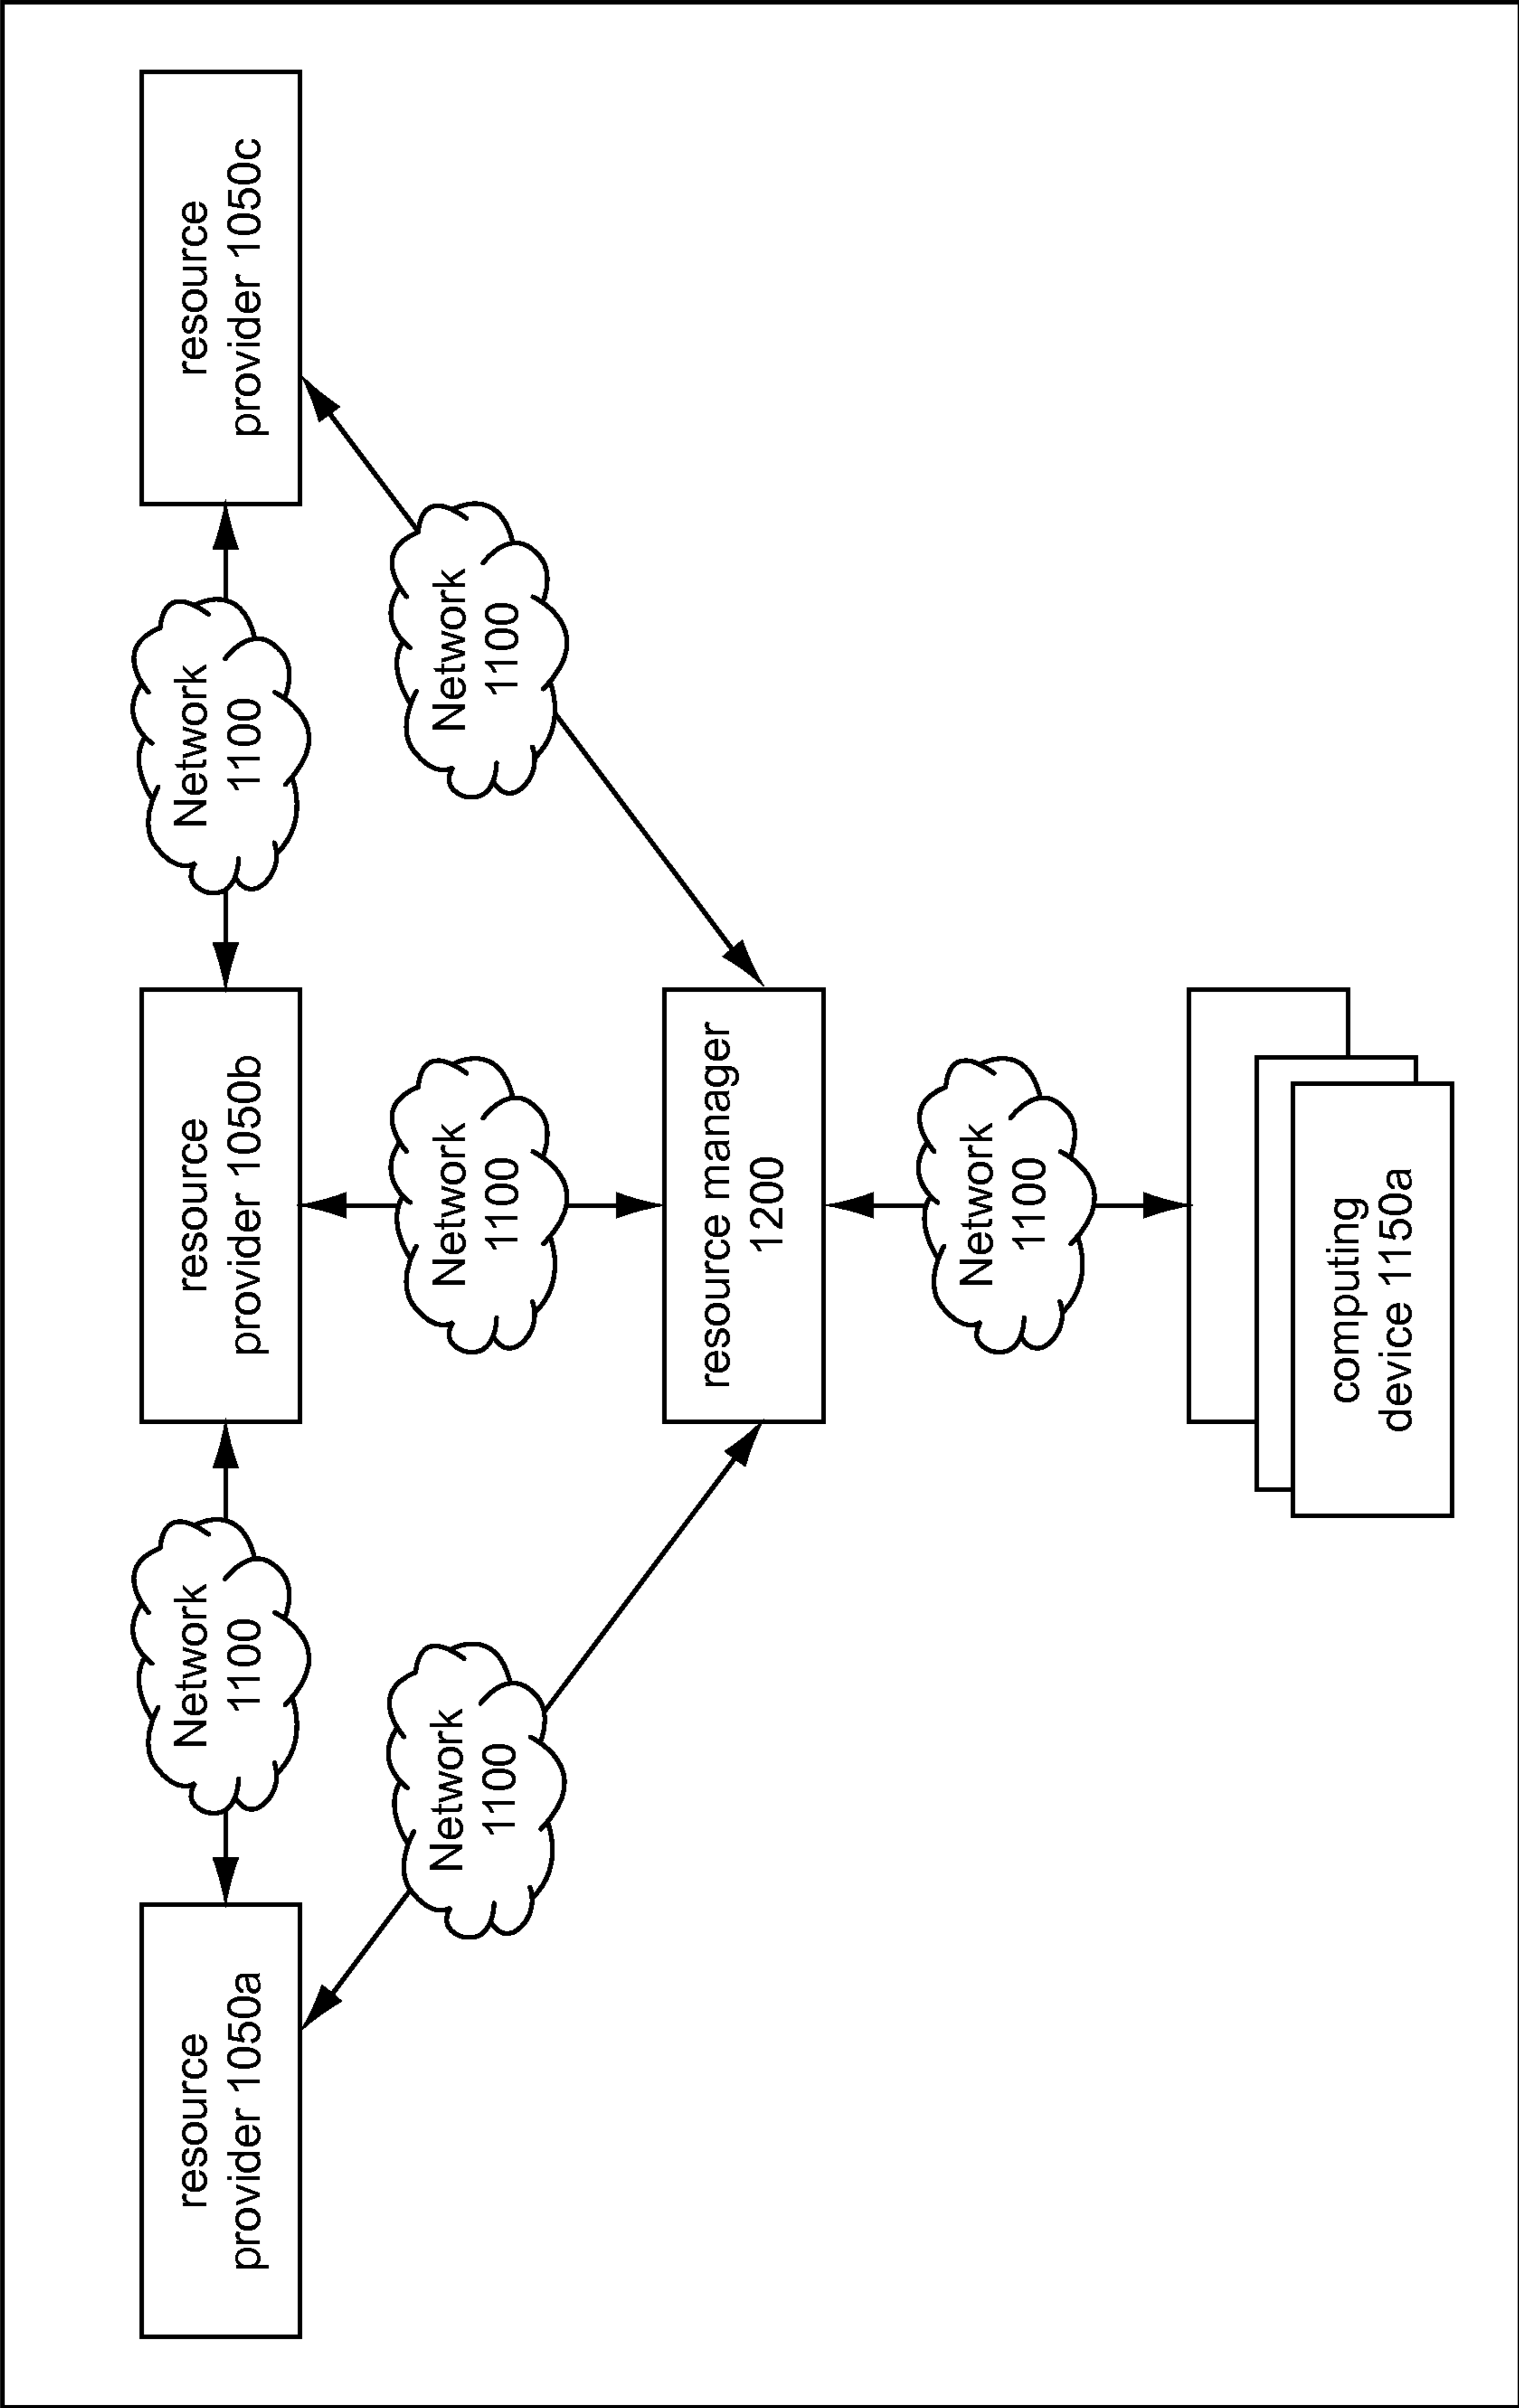 resource
provider 1050a
Network
1100
resource
provider 1050b
Network
1100
resource
provider 1050c
Network
1100
Network
1100
Network
1100
resource manager
1200
Network
1100
computing
device 1150a